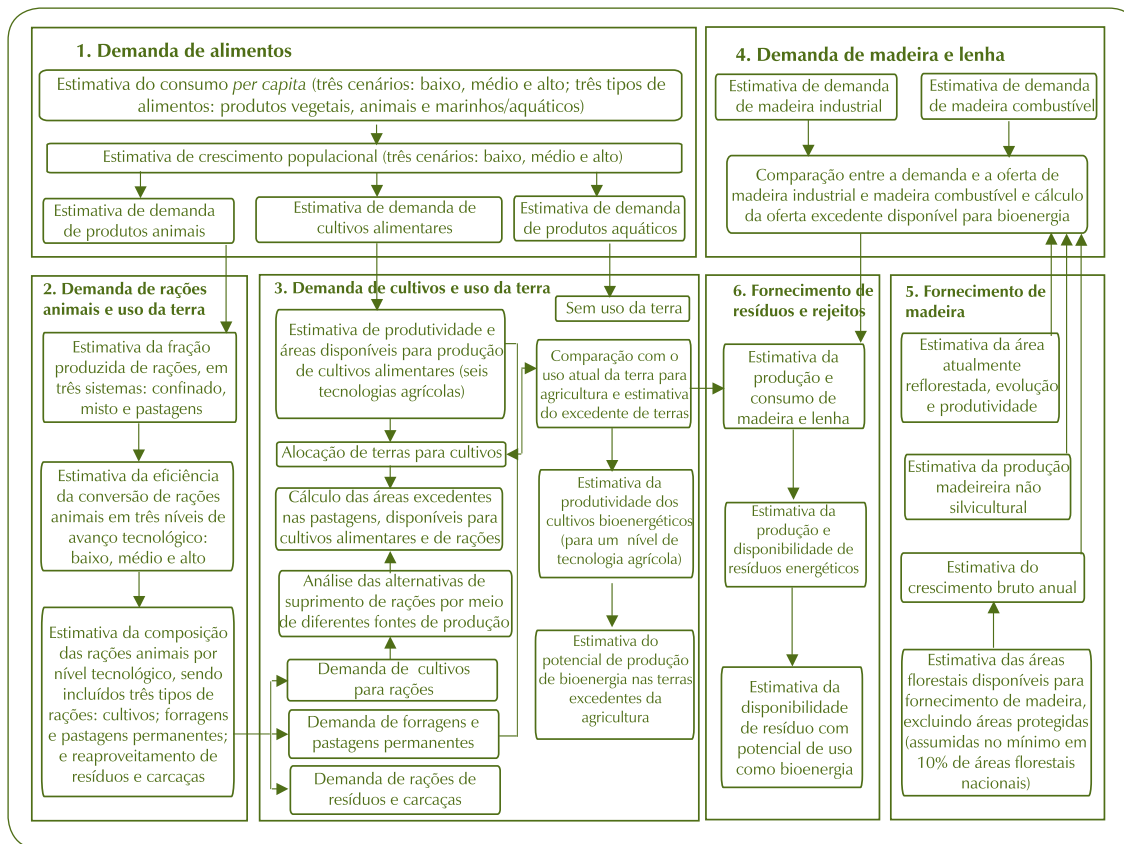 1. Demanda de alimentos
Estimativa do consumo per capita (três cenários: baixo, médio e alto; três tipos de
alimentos: produtos vegetais, animais e marinhos/aquáticos)
Estimativa de crescimento populacional (três cenários: baixo, médio e alto)
Estimativa de demanda
de produtos animais
Estimativa de demanda de
cultivos alimentares
Estimativa de demanda
de produtos aquáticos
4. Demanda de madeira e lenha
Estimativa de demanda
de madeira industrial
Estimativa de demanda
de madeira combustível
Comparação entre a demanda e a oferta de
madeira industrial e madeira combustível e cálculo
da oferta excedente disponível para bioenergia
2. Demanda de rações
animais e uso da terra
Estimativa da fração
produzida de rações, em
três sistemas: confinado,
misto e pastagens
Estimativa da eficiência
da conversão de rações
animais em três níveis de
avanço tecnológico:
baixo, médio e alto
Estimativa da composição
das rações animais por
nível tecnológico, sendo
incluídos três tipos de
rações: cultivos; forragens
e pastagens permanentes;
e reaproveitamento de
resíduos e carcaças
3. Demanda de cultivos e uso da terra
Sem uso da terra
Estimativa de produtividade e
áreas disponíveis para produção
de cultivos alimentares (seis
tecnologias agrícolas)
Alocação de terras para cultivos
Cálculo das áreas excedentes
nas pastagens, disponíveis para
cultivos alimentares e de rações
Análise das alternativas de
suprimento de rações por meio
de diferentes fontes de produção
Demanda de cultivos
para rações
Demanda de forragens e
pastagens permanentes
Demanda de rações de
resíduos e carcaças
Comparação com o
uso atual da terra para
agricultura e estimativa
do excedente de terras
Estimativa da
produtividade dos
cultivos bioenergéticos
(para um nível de
tecnologia agrícola)
Estimativa do
potencial de produção
de bioenergia nas terras
excedentes da
agricultura
6. Fornecimento de
resíduos e rejeitos
Estimativa da
produção e
consumo de
madeira e lenha
Estimativa da
produção e
disponibilidade de
resíduos energéticos
Estimativa da
disponibilidade
de resíduo com
potencial de uso
como bioenergia
5. Fornecimento de
madeira
Estimativa da área
atualmente
reflorestada, evolução
e produtividade
Estimativa da produção
madeireira não
silvicultural
Estimativa do
crescimento bruto anual
Estimativa das áreas
florestais disponíveis para
fornecimento de madeira,
excluindo áreas protegidas
(assumidas no mínimo em
10% de áreas florestais
nacionais)